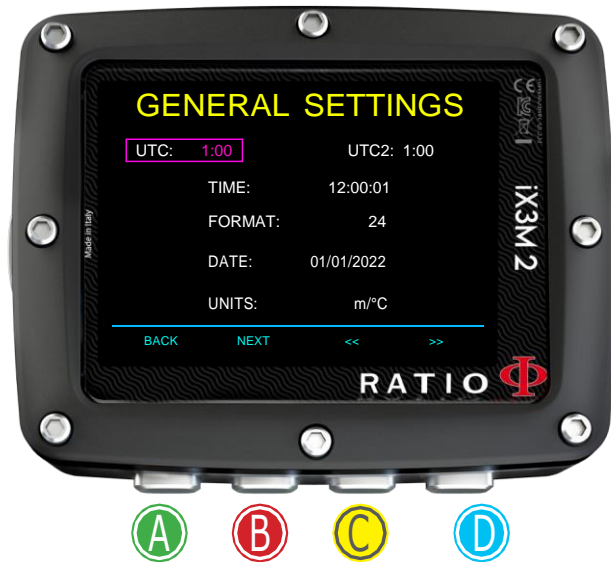 GENERAL SETTINGS
UTC: 1:00 UTC2: 1:00
TIME: 12:00:01
FORMAT: 24
DATE: 01/01/2022
UNITS: m/°C
BACK NEXT << >>
Made in Italy
CE
iX3M 2
RATIO
A B C D